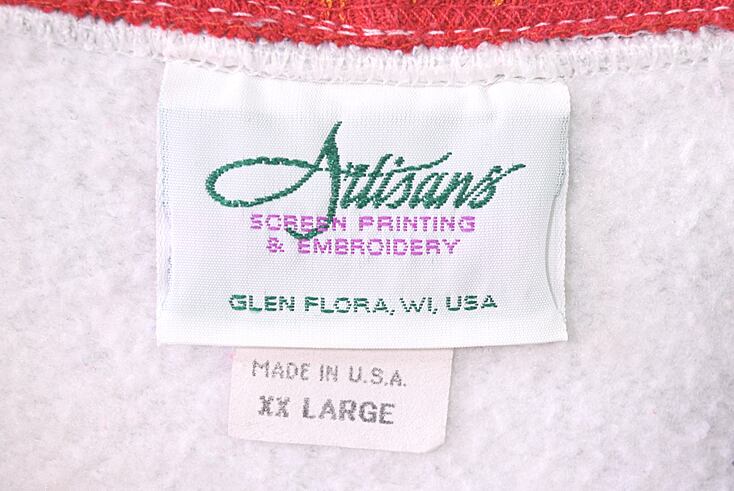 Artisans
SCREEN PRINTING
& EMBROIDERY
GLEN FLORA, WI, USA
MADE IN U.S.A.
XX LARGE